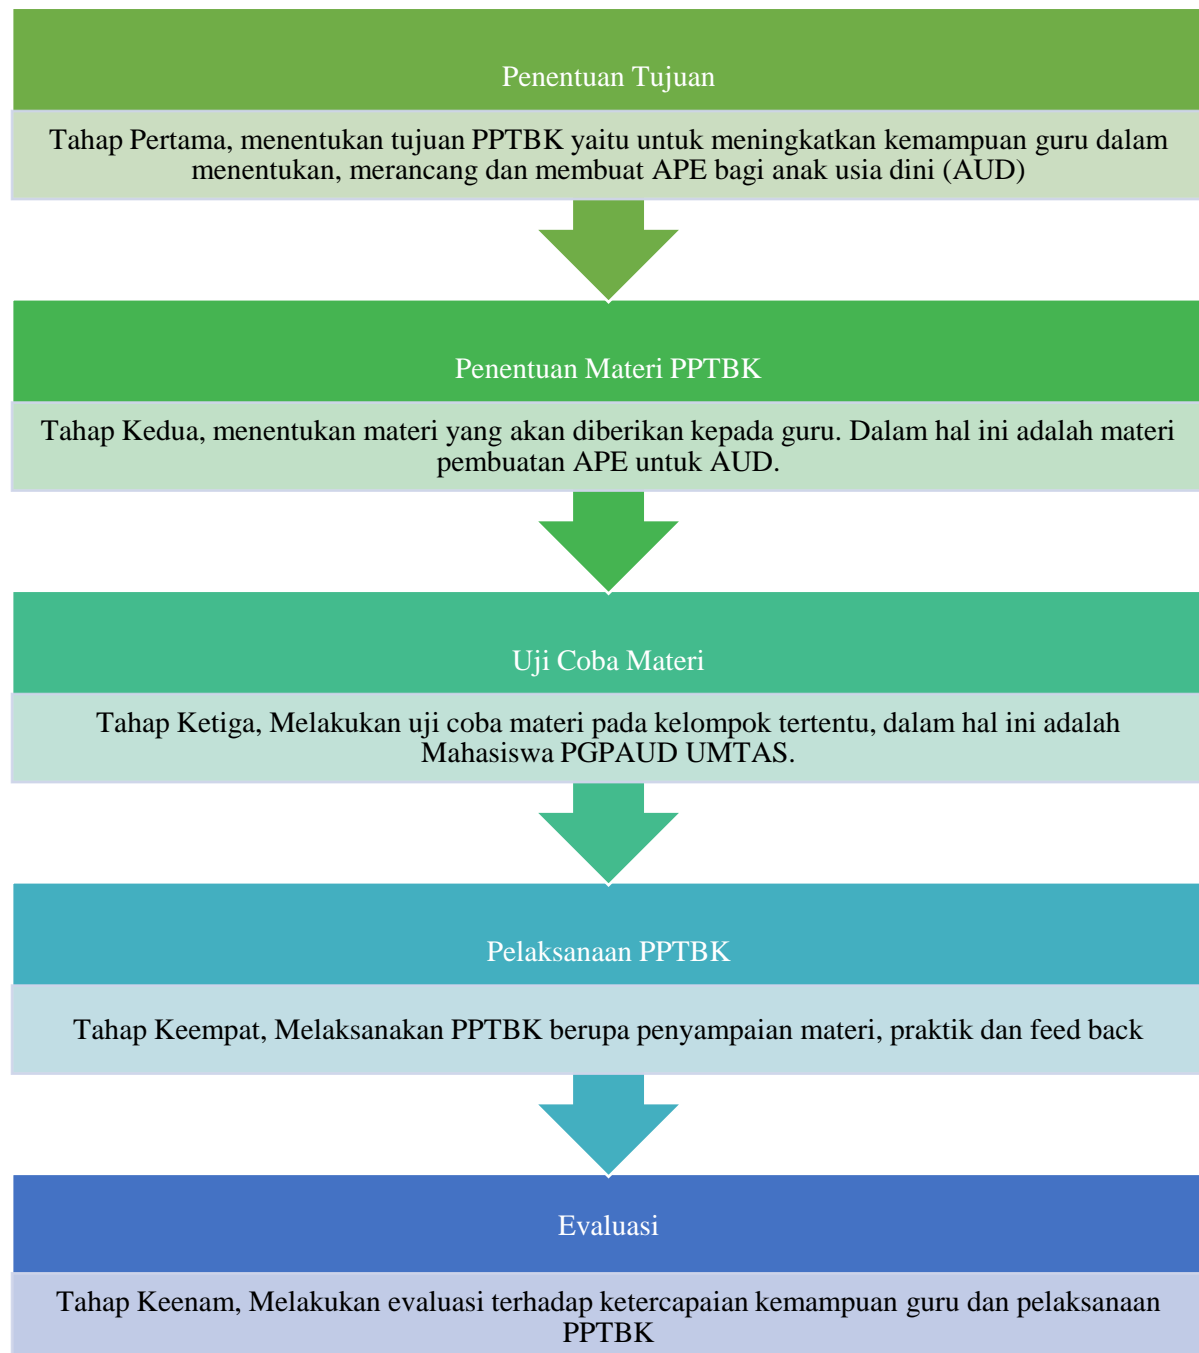 Penentuan Tujuan
Tahap Pertama, menentukan tujuan PPTBK yaitu untuk meningkatkan kemampuan guru dalam
menentukan, merancang dan membuat APE bagi anak usia dini (AUD)
Penentuan Materi PPTBK
Tahap Kedua, menentukan materi yang akan diberikan kepada guru. Dalam hal ini adalah materi
pembuatan APE untuk AUD.
Uji Coba Materi
Tahap Ketiga, Melakukan uji coba materi pada kelompok tertentu, dalam hal ini adalah
Mahasiswa PGPAUD UMTAS.
Pelaksanaan PPTBK
Tahap Keempat, Melaksanakan PPTBK berupa penyampaian materi, praktik dan feed back
Evaluasi
Tahap Keenam, Melakukan evaluasi terhadap ketercapaian kemampuan guru dan pelaksanaan
PPTBK